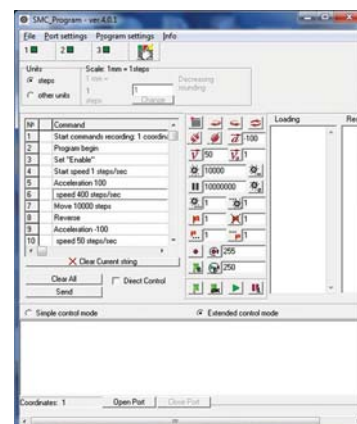 SMC_Program - ver.4.0.1
File Port settings Program settings Info
1 2 3
Units
steps
other units
Scale: 1mm = 1steps
1 mm =
1
steps
1
Change
Decreasing
rounding
№ Command
1 Start commands recording: 1 coordin
2 Program begin
3 Set "Enable"
4 Start speed 1 steps/sec
5 Acceleration 100
6 speed 400 steps/sec
7 Move 10000 steps
8 Reverse
9 Acceleration -100
10 speed 50 steps/sec
Clear Current string
Clear All
Send
Direct Control
-100
50 1
10000
10000000
1 1
1 1
1 1
255
250
Loading
Simple control mode Extended control mode
Coordinates: 1 Open Port Close Port